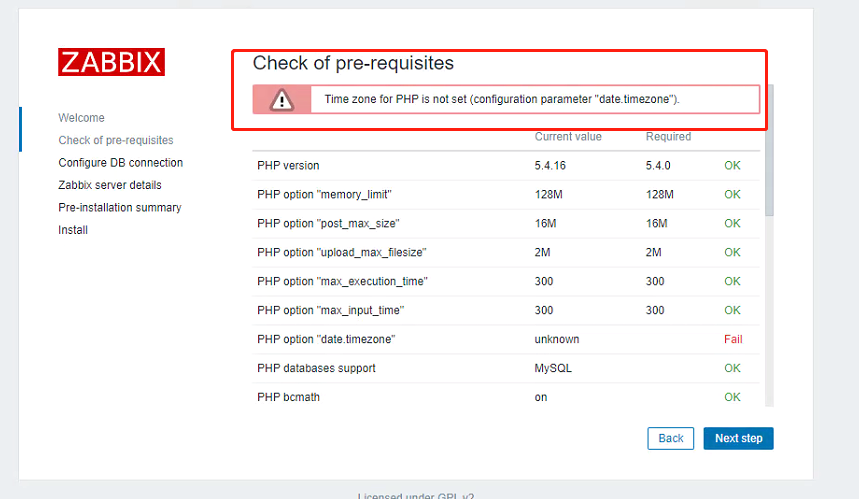 ZABBIX
Welcome
Check of pre-requisites
Configure DB connection
Zabbix server details
Pre-installation summary
Install
Check of pre-requisites
Time zone for PHP is not set (configuration parameter "date.timezone").
Current value Required
PHP version 5.4.16 5.4.0 OK
PHP option "memory_limit" 128M 128M OK
PHP option "post_max_size" 16M 16M OK
PHP option "upload_max_filesize" 2M 2M OK
PHP option "max_execution_time" 300 300 OK
PHP option "max_input_time" 300 300 OK
PHP option "date.timezone" unknown Fail
PHP databases support MySQL OK
PHP bcmath on OK
Back Next step
Licensed under GPL v2